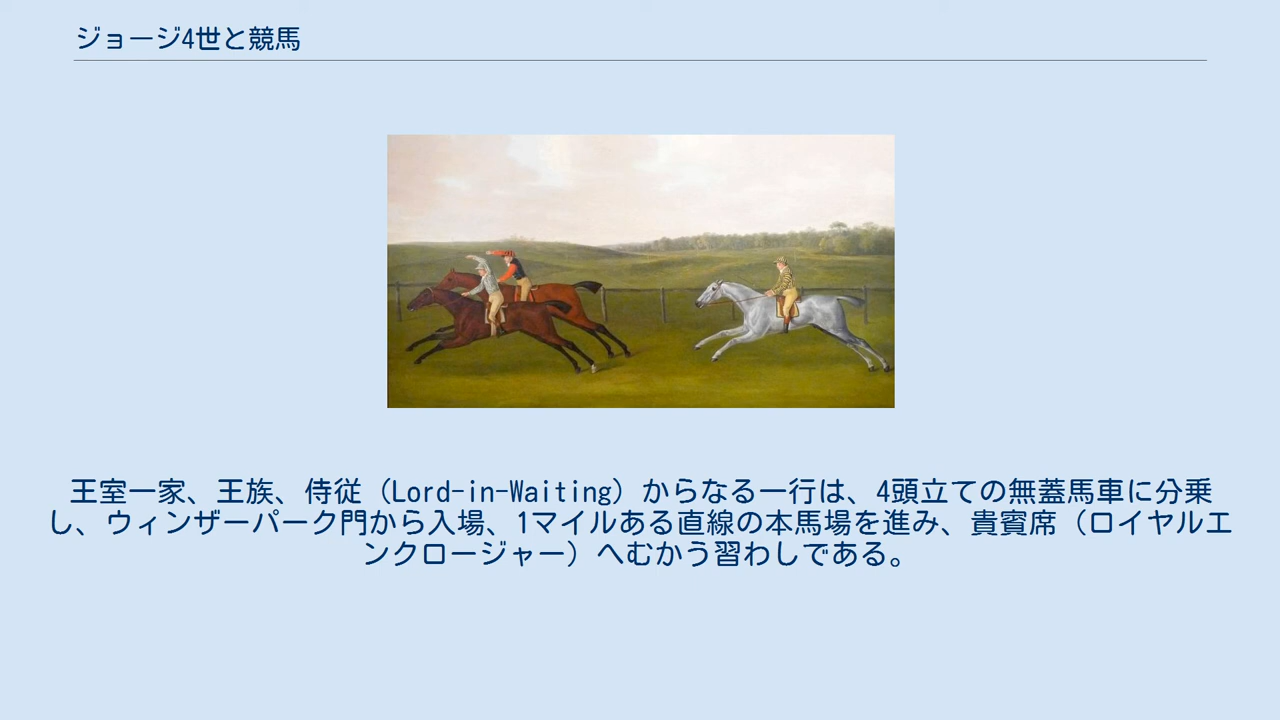 ジョージ4世と競馬
王室一家、王族、侍従（Lord-in-Waiting）からなる一行は、4頭立ての無蓋馬車に分乗
し、ウィンザーパーク門から入場、1マイルある直線の本馬場を進み、貴賓席（ロイヤルエ
ンクロージャー）へむかう習わしである。